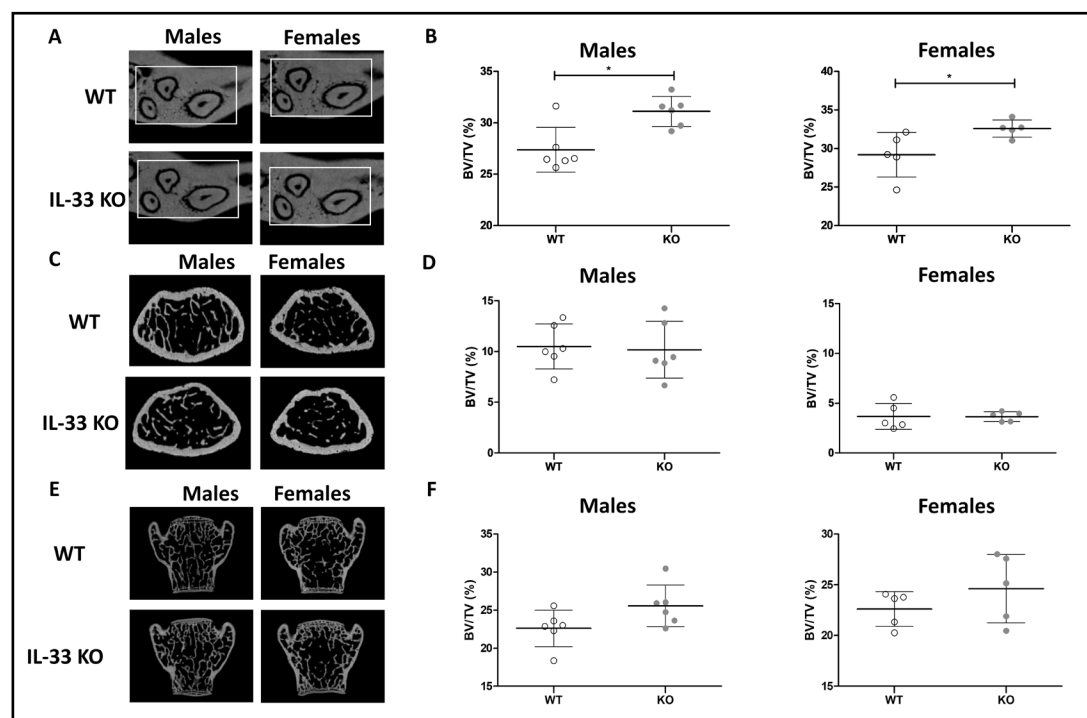 A
Males
Females
WT
IL-33 KO
B
Males
*
35
30
25
20
BV/TV (%)
WT
KO
Females
*
40
35
30
25
20
BV/TV (%)
WT
KO
C
Males
Females
WT
IL-33 KO
D
Males
15
10
5
0
BV/TV (%)
WT
KO
Females
15
10
5
0
BV/TV (%)
WT
KO
E
Males
Females
WT
IL-33 KO
F
Males
35
30
25
20
15
BV/TV (%)
WT
KO
Females
30
25
20
15
BV/TV (%)
WT
KO